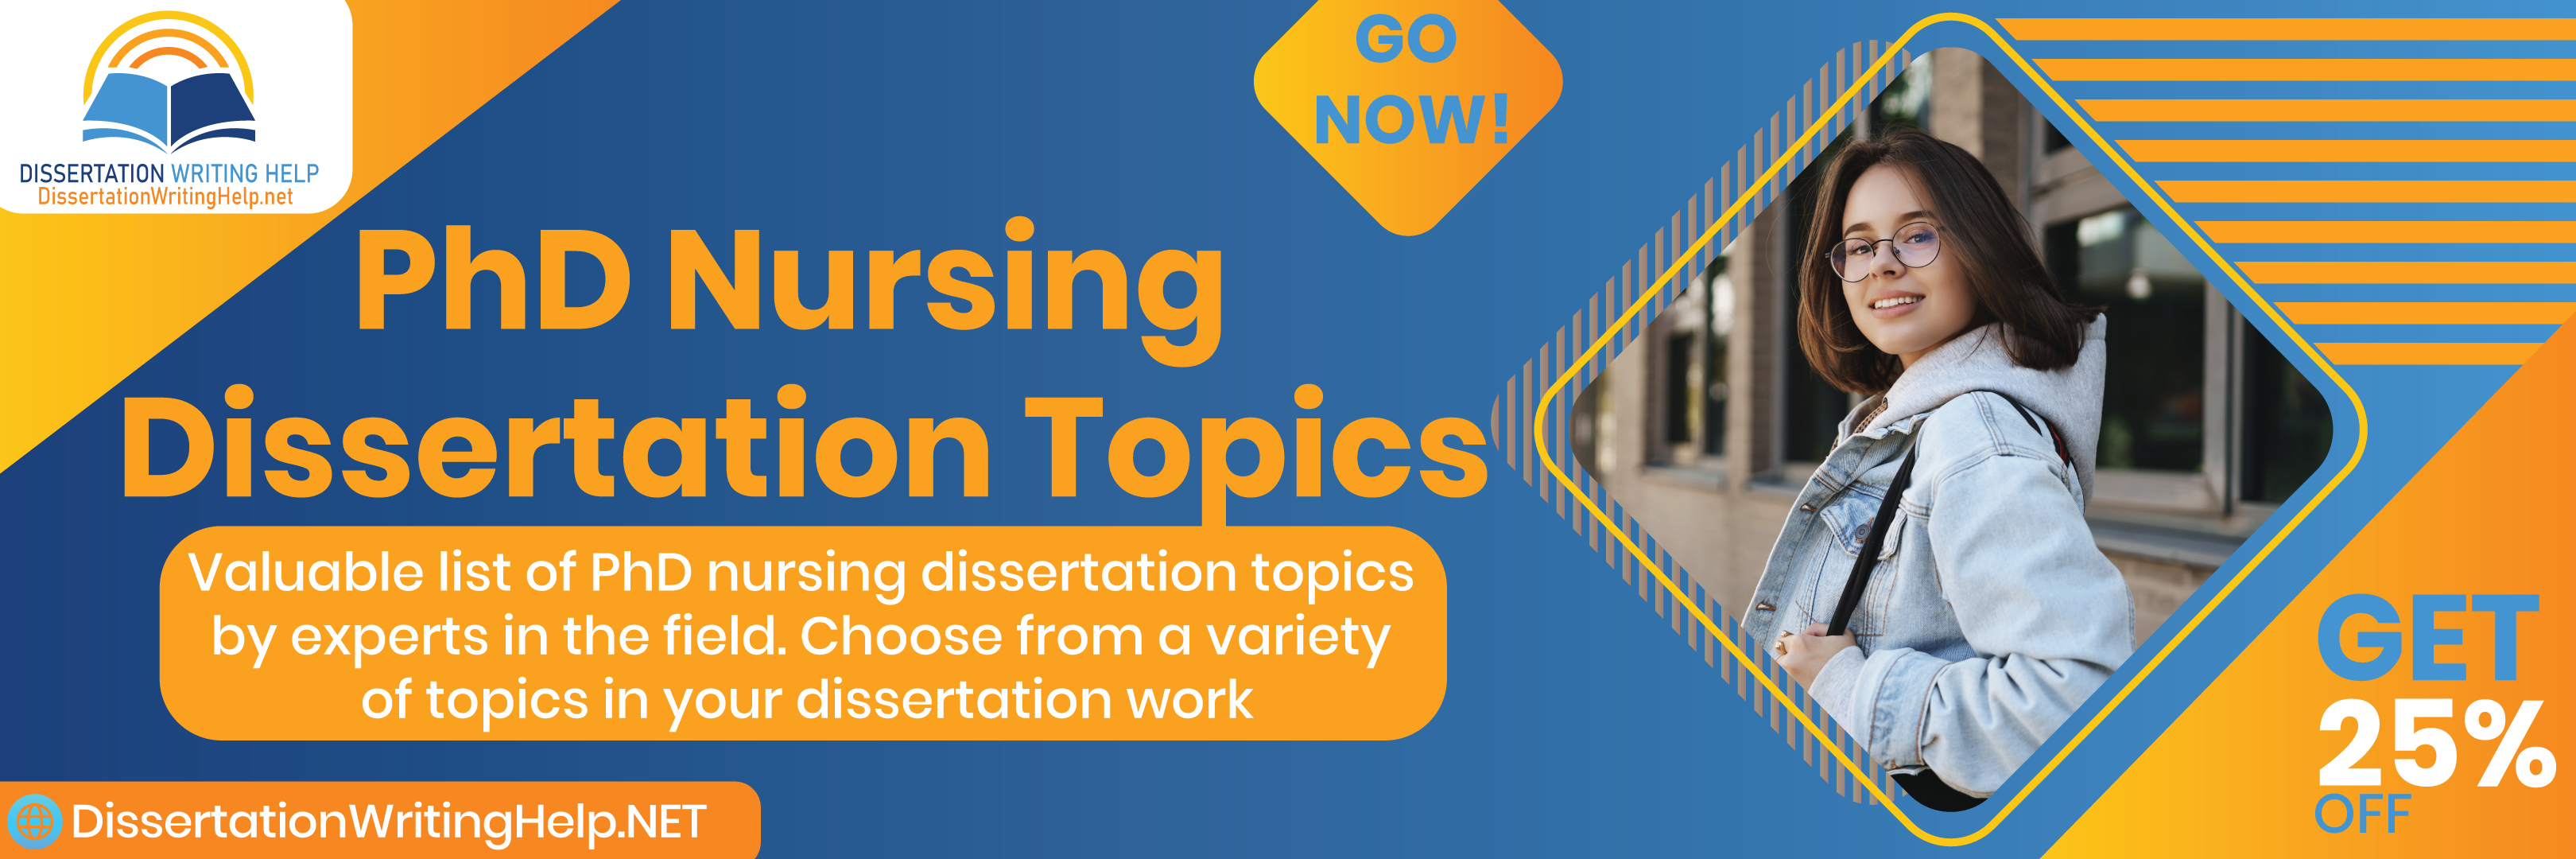 DISSERTATION WRITING HELP
DissertationWritingHelp.net
GO
NOW!
PhD Nursing
Dissertation Topics
Valuable list of PhD nursing dissertation topics
by experts in the field. Choose from a variety
of topics in your dissertation work
DissertationWritingHelp.NET
GET
25%
OFF